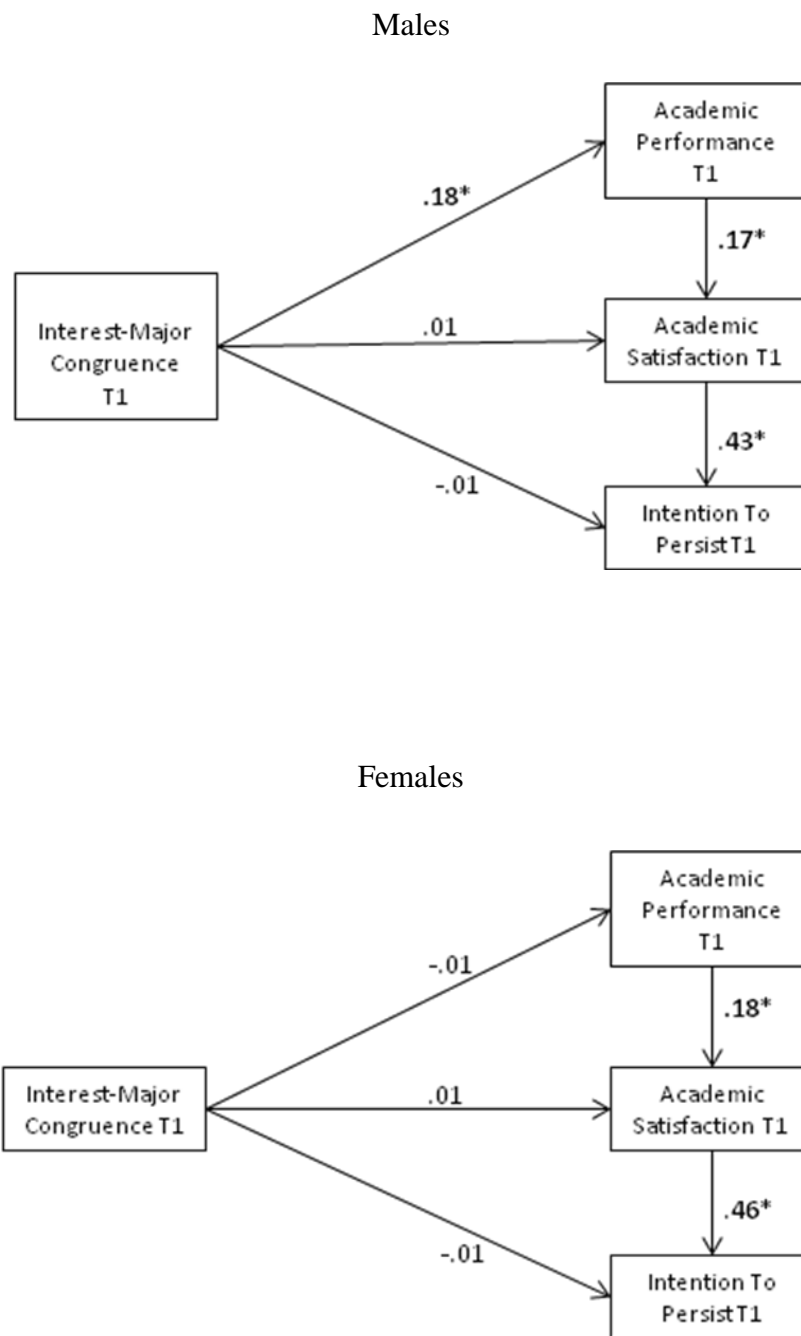 Males
Academic
Performance
T1
.18*
.17*
Interest-Major
Congruence
T1
.01
Academic
Satisfaction T1
-.01
.43*
Intention To
Persist T1
Females
Academic
Performance
T1
-.01
.18*
Interest-Major
Congruence T1
.01
Academic
Satisfaction T1
-.01
.46*
Intention To
Persist T1